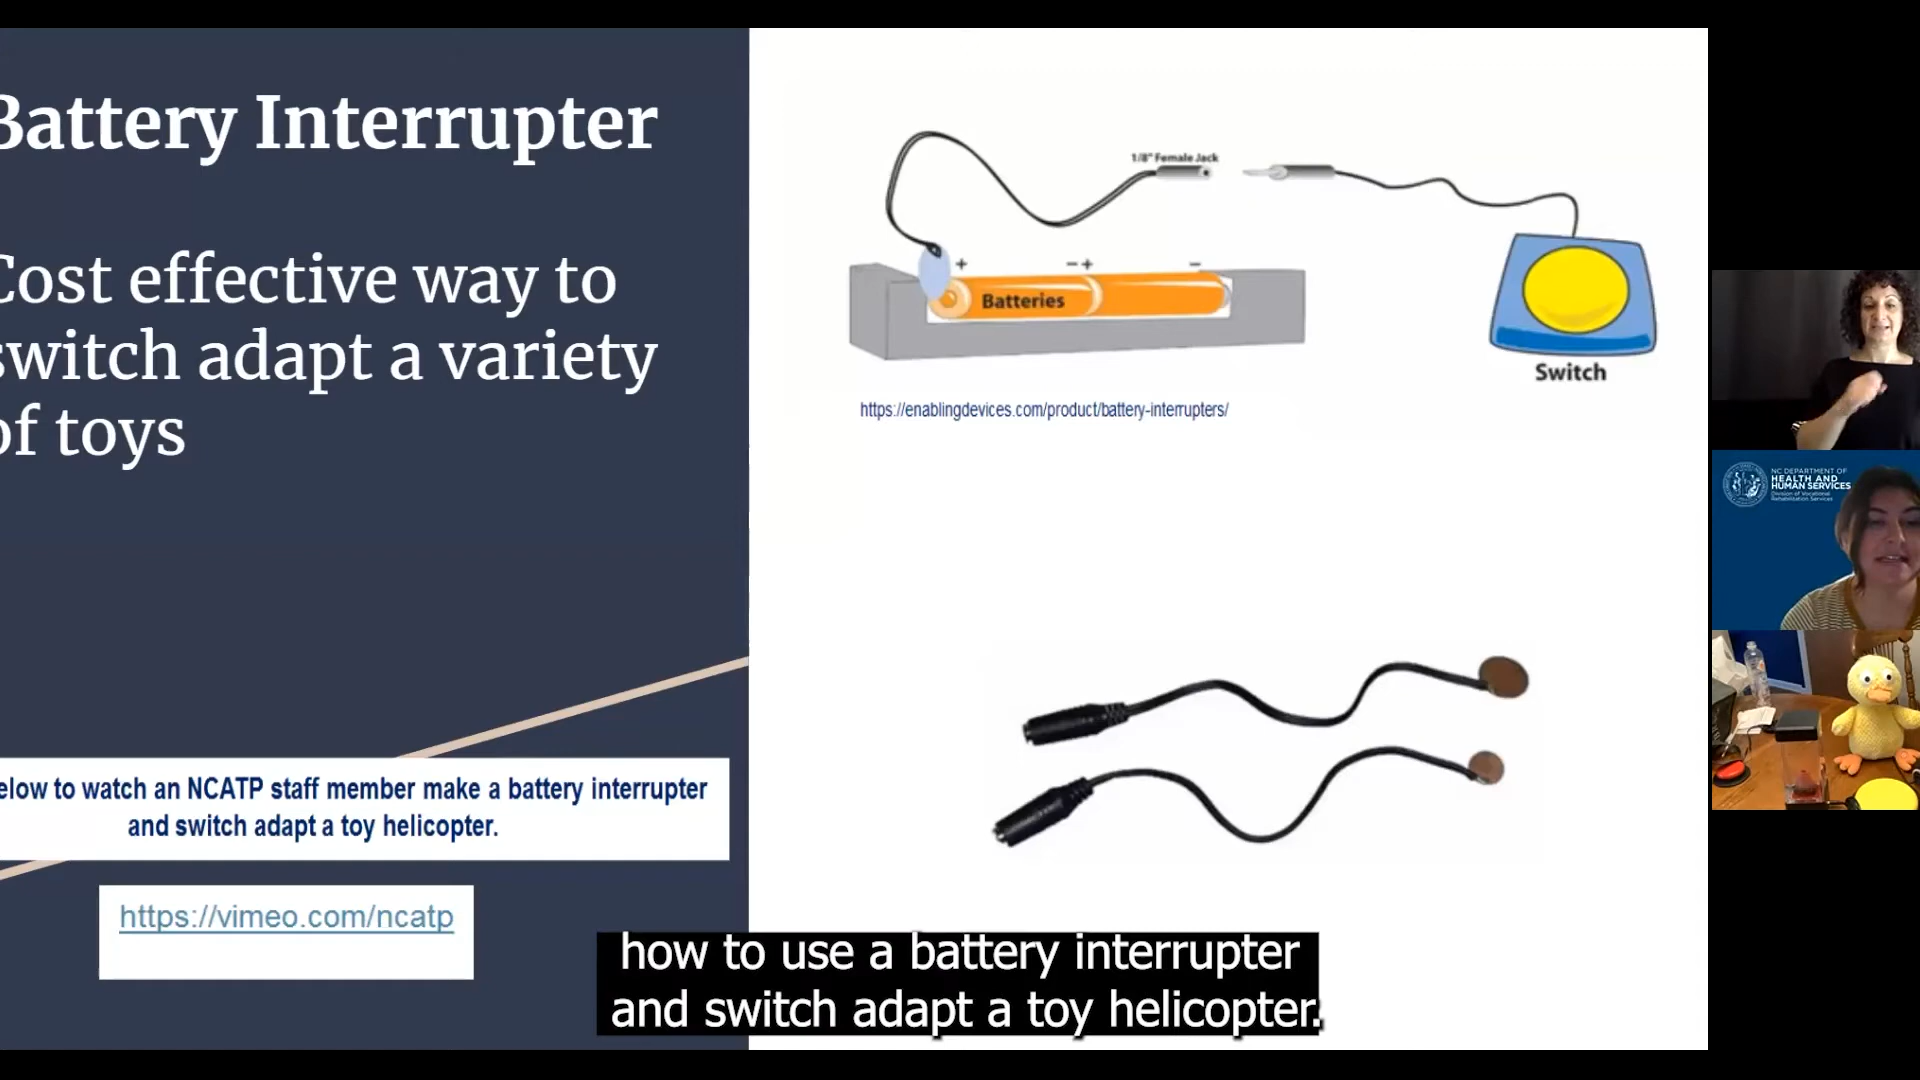 Battery Interrupter
Cost effective way to
switch adapt a variety
of toys
elow to watch an NCATP staff member make a battery interrupter
and switch adapt a toy helicopter.
https://vimeo.com/ncatp
1/8" Female Jack
+ − + −
Batteries
Switch
https://enablingdevices.com/product/battery-interrupters/
how to use a battery interrupter
and switch adapt a toy helicopter.
NC DEPARTMENT OF
HEALTH AND
HUMAN SERVICES
Division of Vocational
Rehabilitation Services